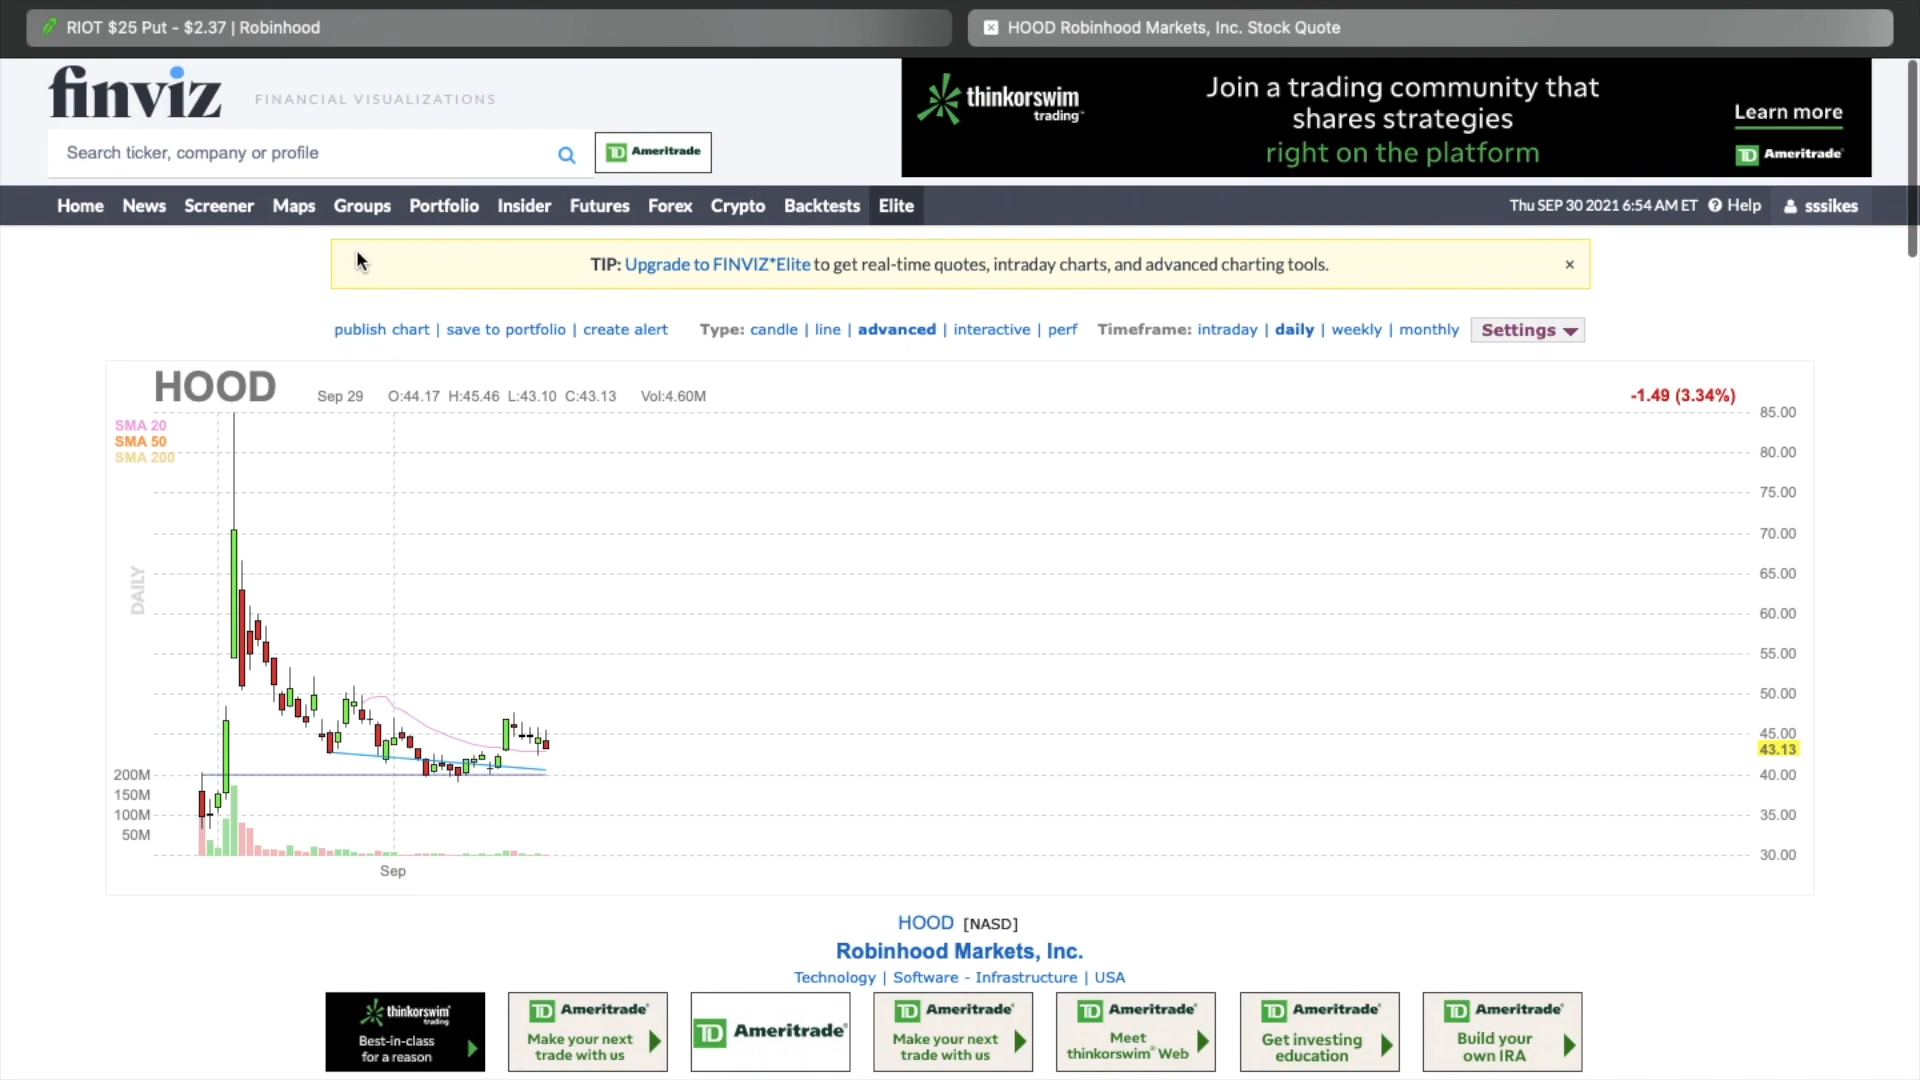 RIOT $25 Put - $2.37 | Robinhood
HOOD Robinhood Markets, Inc. Stock Quote
finviz
FINANCIAL VISUALIZATIONS
Search ticker, company or profile
TD Ameritrade
thinkorswim
trading™
Join a trading community that
shares strategies
right on the platform
Learn more
TD Ameritrade®
Home News Screener Maps Groups Portfolio Insider Futures Forex Crypto Backtests Elite
Thu SEP 30 2021 6:54 AM ET Help sssikes
TIP: Upgrade to FINVIZ*Elite to get real-time quotes, intraday charts, and advanced charting tools. ×
publish chart | save to portfolio | create alert Type: candle | line | advanced | interactive | perf Timeframe: intraday | daily | weekly | monthly Settings
HOOD Sep 29 O:44.17 H:45.46 L:43.10 C:43.13 Vol:4.60M -1.49 (3.34%)
SMA 20
SMA 50
SMA 200
DAILY
85.00
80.00
75.00
70.00
65.00
60.00
55.00
50.00
45.00
43.13
40.00
35.00
30.00
200M
150M
100M
50M
Sep
HOOD [NASD]
Robinhood Markets, Inc.
Technology | Software - Infrastructure | USA
thinkorswim®
trading
Best-in-class
for a reason
TD Ameritrade®
Make your next
trade with us
TD Ameritrade®
TD Ameritrade®
Make your next
trade with us
TD Ameritrade®
Meet
thinkorswim® Web
TD Ameritrade®
Get investing
education
TD Ameritrade®
Build your
own IRA